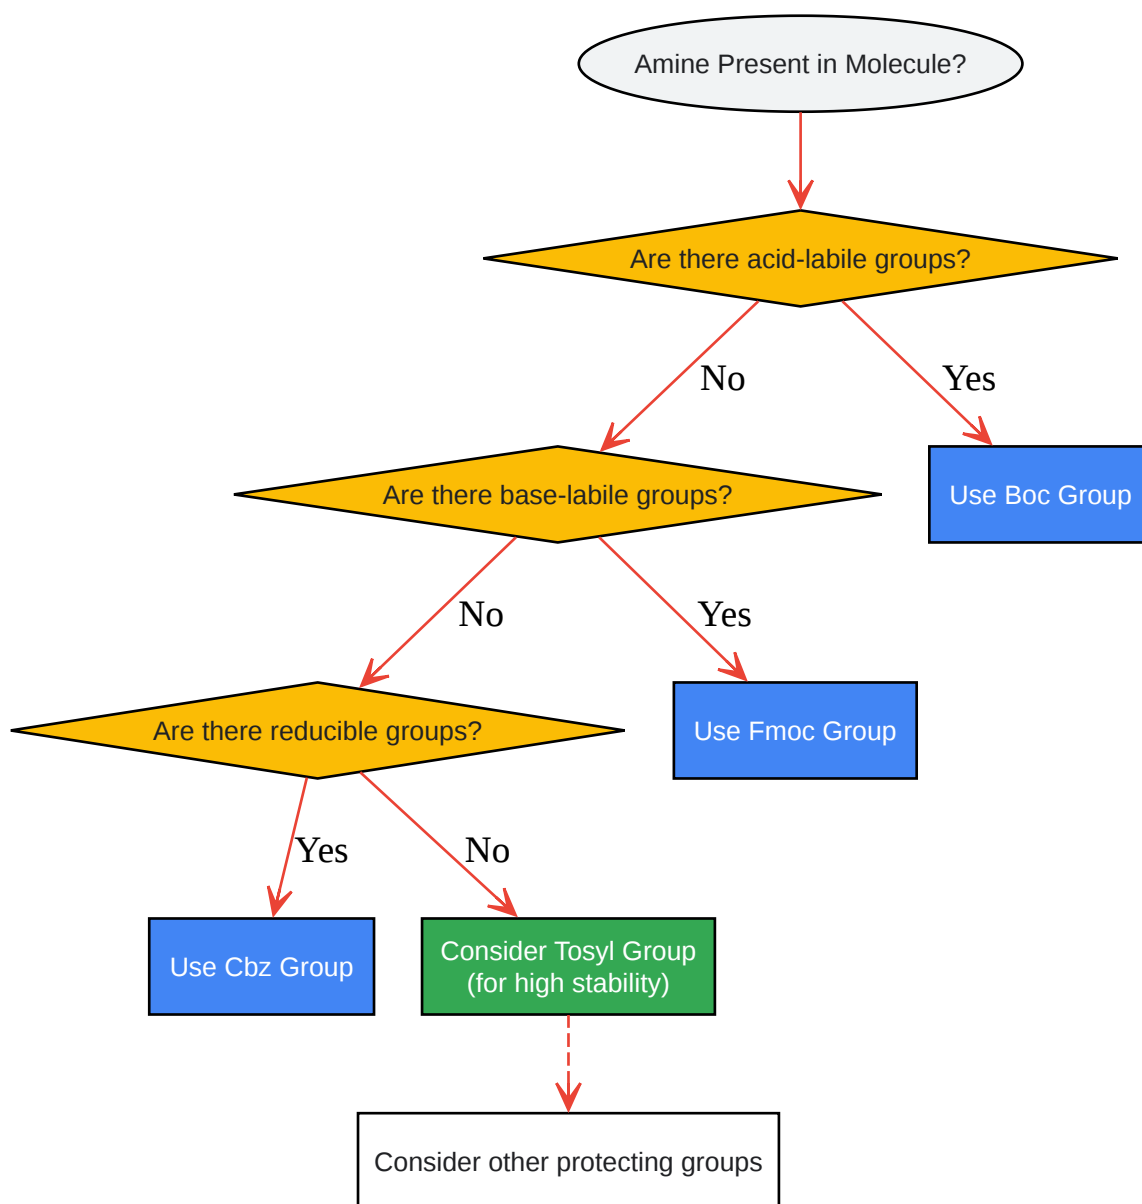 Amine Present in Molecule?
Are there acid-labile groups?
No
Yes
Are there base-labile groups?
Use Boc Group
No
Yes
Are there reducible groups?
Use Fmoc Group
Yes
No
Use Cbz Group
Consider Tosyl Group
(for high stability)
Consider other protecting groups